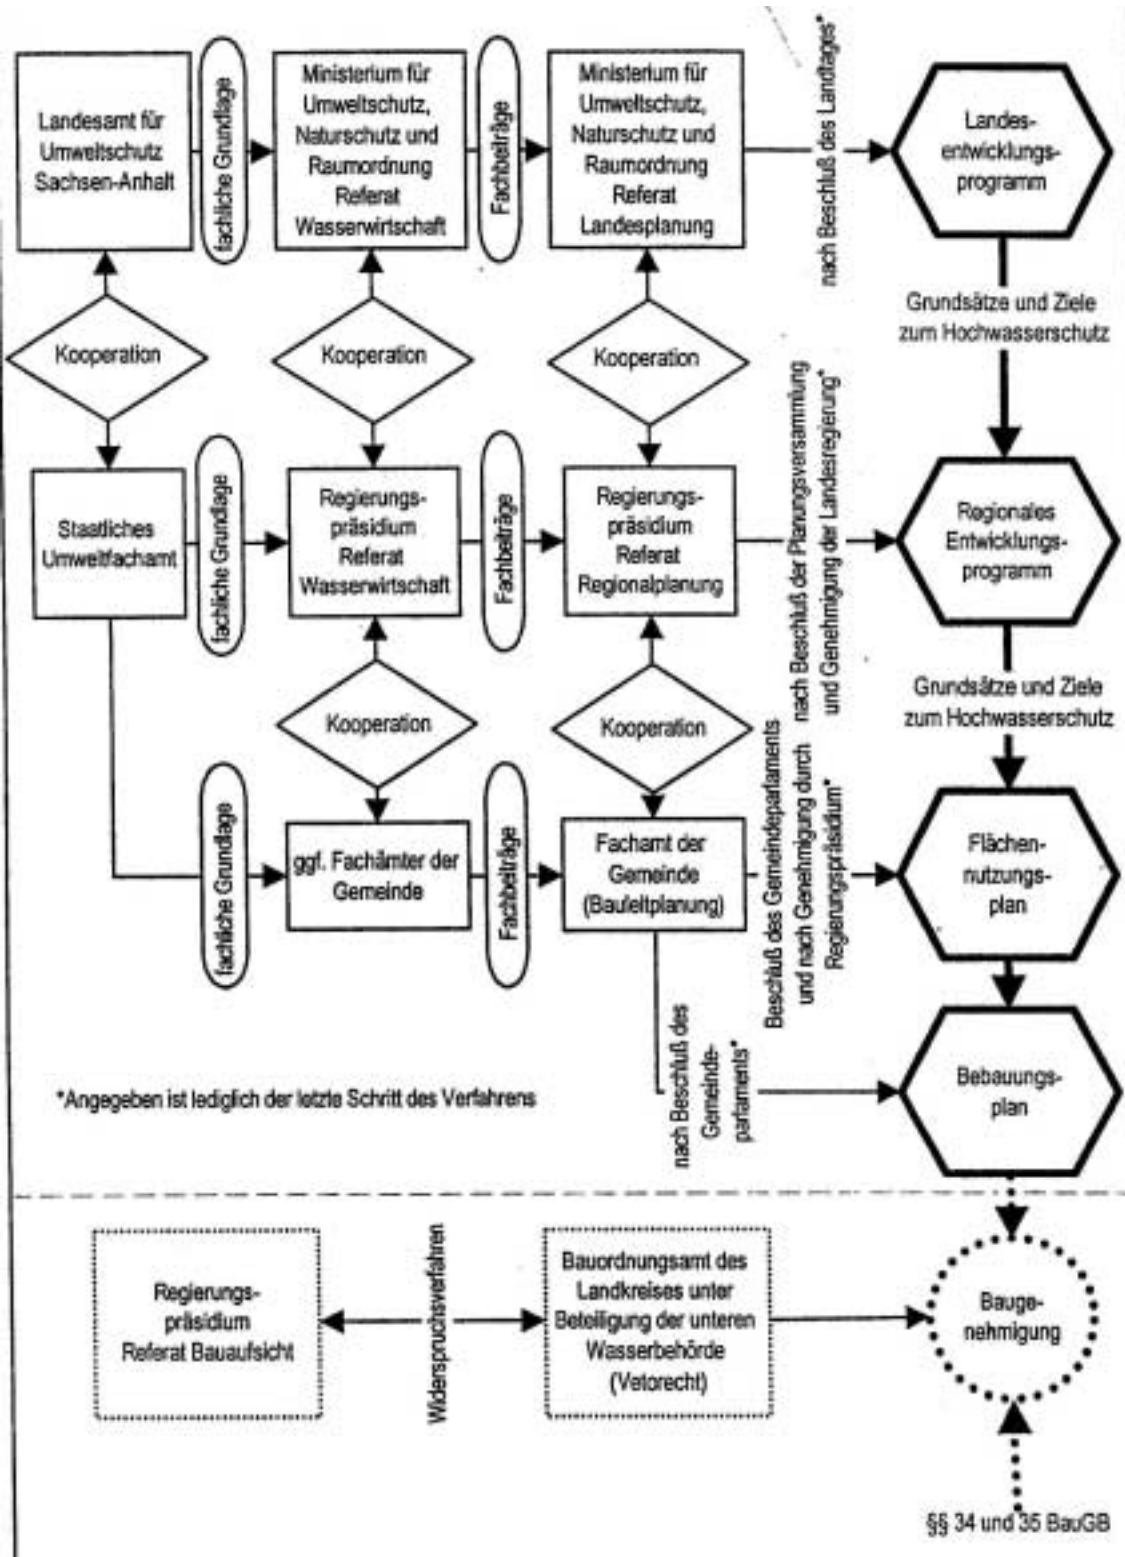 Landesamt für
Umweltschutz
Sachsen-Anhalt
fachliche Grundlage
Ministerium für
Umweltschutz,
Naturschutz und
Raumordnung
Referat
Wasserwirtschaft
Fachbeiträge
Ministerium für
Umweltschutz,
Naturschutz und
Raumordnung
Referat
Landesplanung
nach Beschluß des Landtages*
Landes-
entwicklungs-
programm
Kooperation
Kooperation
Kooperation
Grundsätze und Ziele
zum Hochwasserschutz
Staatliches
Umweltfachamt
fachliche Grundlage
Regierungs-
präsidium
Referat
Wasserwirtschaft
Fachbeiträge
Regierungs-
präsidium
Referat
Regionalplanung
nach Beschluß der Planungsversammlung
und Genehmigung der Landesregierung*
Regionales
Entwicklungs-
programm
Kooperation
Kooperation
Grundsätze und Ziele
zum Hochwasserschutz
fachliche Grundlage
ggf. Fachämter der
Gemeinde
Fachbeiträge
Fachamt der
Gemeinde
(Bauleitplanung)
Beschluß des Gemeindeparlaments
und nach Genehmigung durch
Regierungspräsidium*
Flächen-
nutzungs-
plan
nach Beschluß des
Gemeinde-
parlaments*
Bebauungs-
plan
*Angegeben ist lediglich der letzte Schritt des Verfahrens
Regierungs-
präsidium
Referat Bauaufsicht
Widerspruchsverfahren
Bauordnungsamt des
Landkreises unter
Beteiligung der unteren
Wasserbehörde
(Vetorecht)
Bauge-
nehmigung
§§ 34 und 35 BauGB